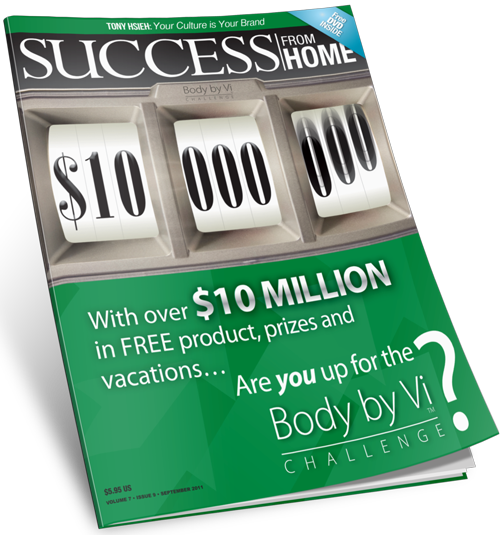 TONY HSIEH: Your Culture is Your Brand
Free
DVD
INSIDE
SUCCESS FROM
HOME
Body by Vi
CHALLENGE
$10 000 000
With over $10 MILLION
in FREE product, prizes and
vacations...
Are you up for the
Body by Vi™
CHALLENGE
?
$5.95 US
VOLUME 7 • ISSUE 9 • SEPTEMBER 2011